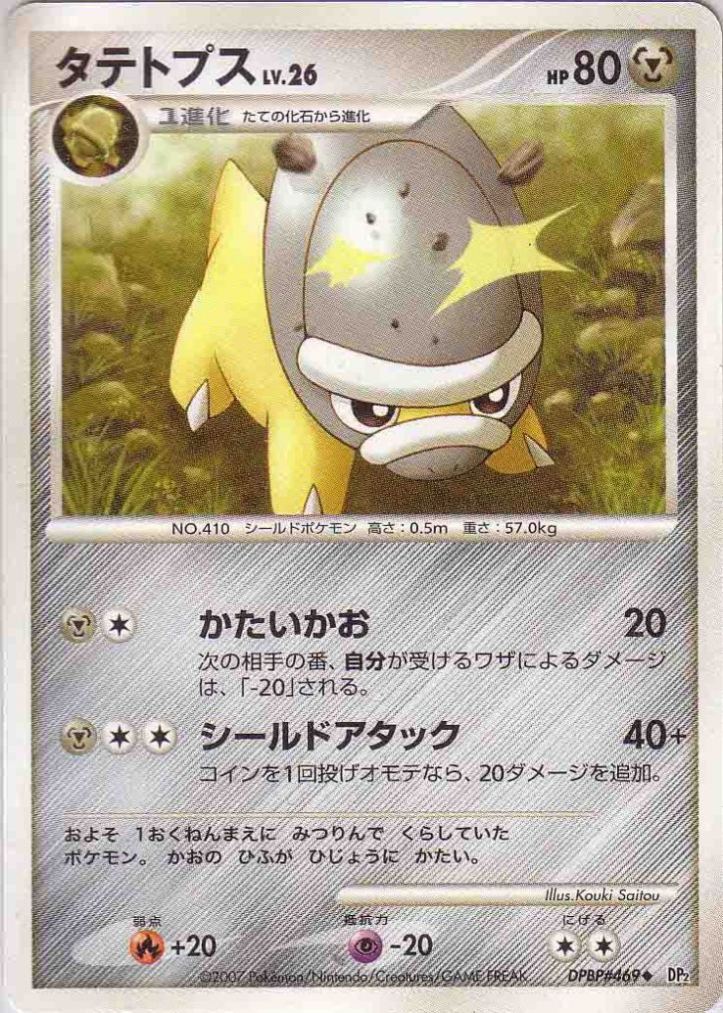 タテトプス LV.26 HP 80
1進化 たての化石から進化
NO.410 シールドポケモン 高さ：0.5m 重さ：57.0kg
かたいかお 20
次の相手の番、自分が受けるワザによるダメージ
は、「-20」される。
シールドアタック 40+
コインを1回投げオモテなら、20ダメージを追加。
およそ 1おくねんまえに みつりんで くらしていた
ポケモン。 かおの ひふが ひじょうに かたい。
Illus.Kouki Saitou
弱点 抵抗力 にげる
+20 -20
©2007 Pokémon/Nintendo/Creatures/GAME FREAK. DPBP#469◆ DP2